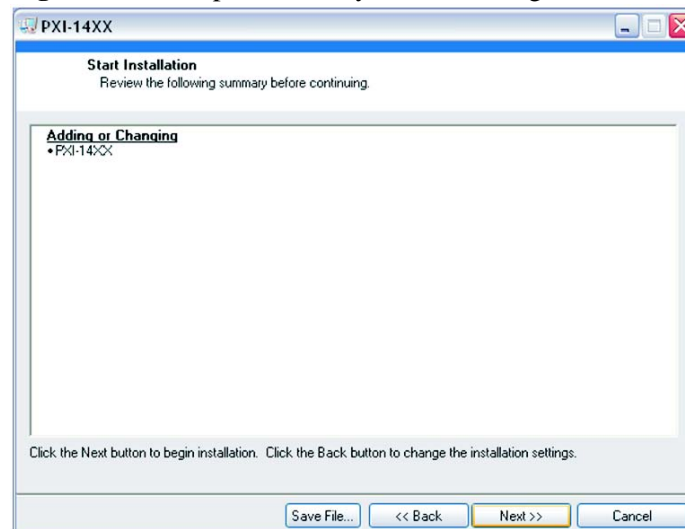 PXI-14XX
Start Installation
Review the following summary before continuing.
Adding or Changing
• PXI-14XX
Click the Next button to begin installation. Click the Back button to change the installation settings.
Save File... << Back Next >> Cancel